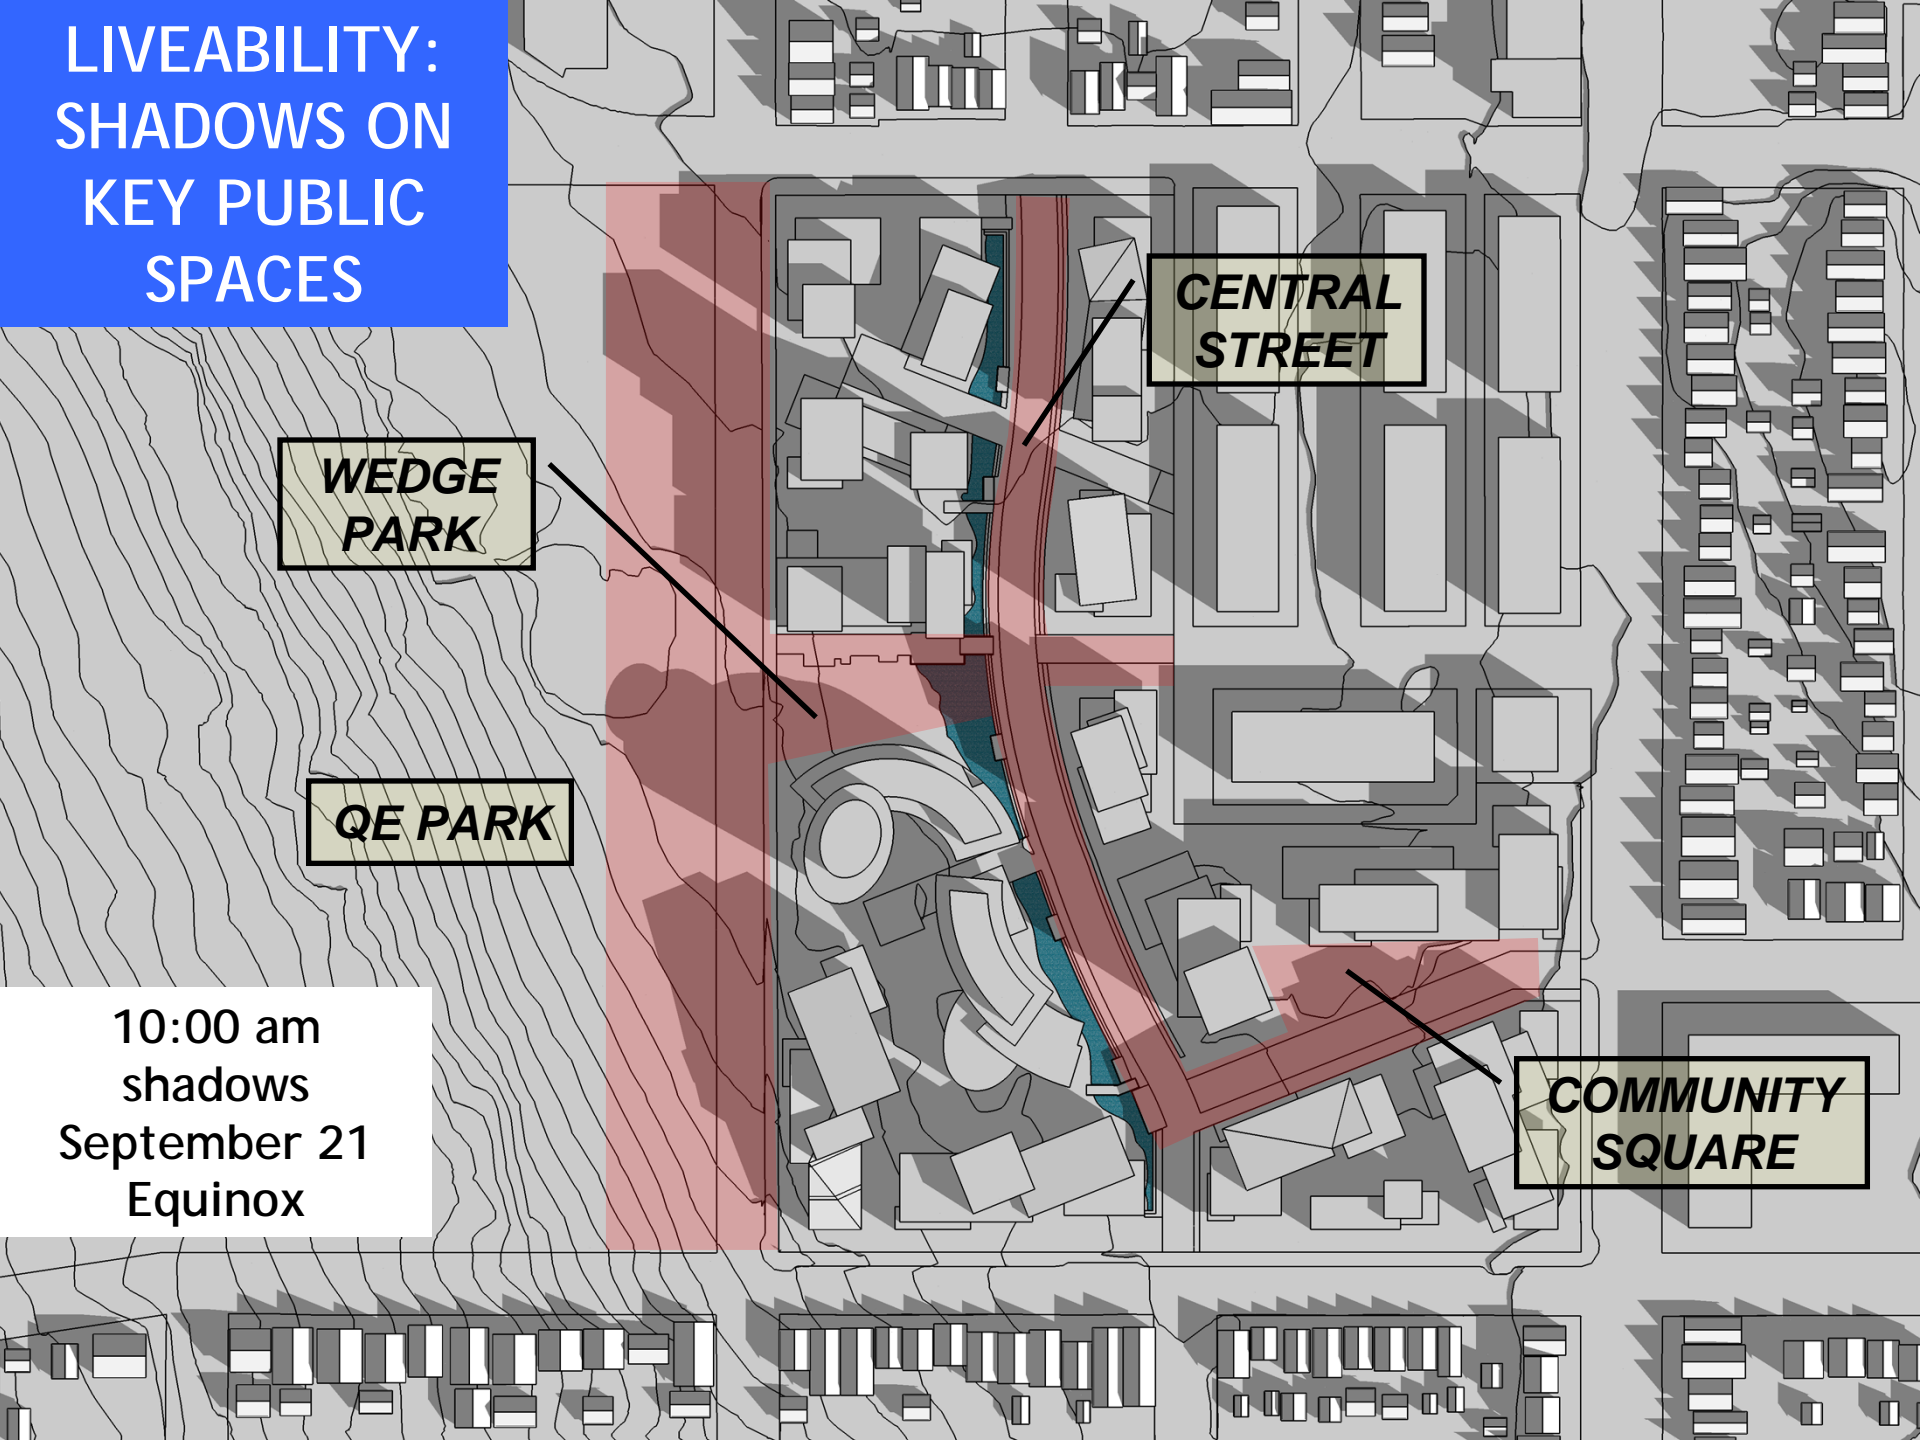 LIVEABILITY:
SHADOWS ON
KEY PUBLIC
SPACES
CENTRAL
STREET
WEDGE
PARK
QE PARK
10:00 am
shadows
September 21
Equinox
COMMUNITY
SQUARE